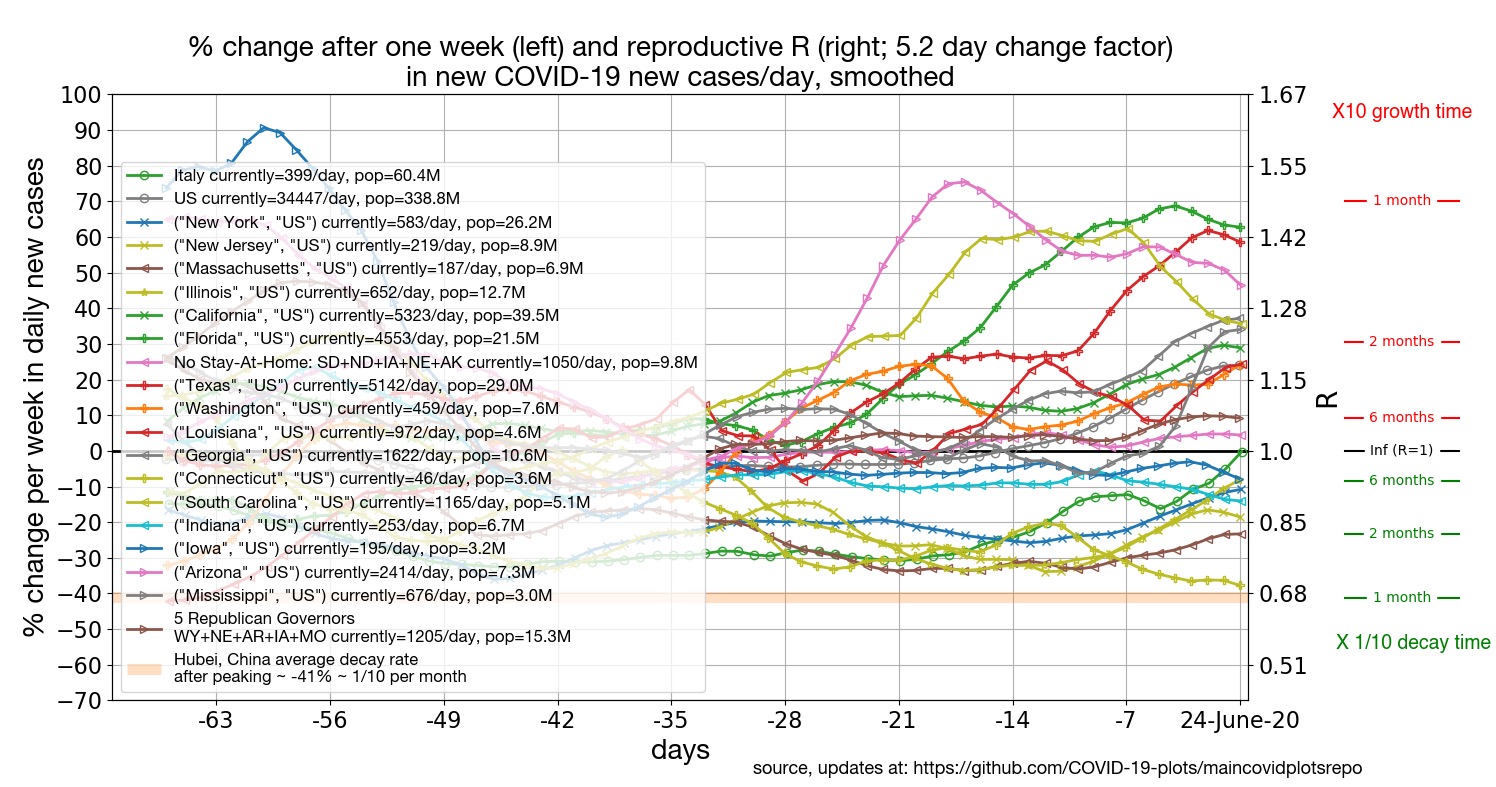 % change after one week (left) and reproductive R (right; 5.2 day change factor)
in new COVID-19 new cases/day, smoothed
% change per week in daily new cases
100
90
80
70
60
50
40
30
20
10
0
−10
−20
−30
−40
−50
−60
−70
Italy currently=399/day, pop=60.4M
US currently=34447/day, pop=338.8M
("New York", "US") currently=583/day, pop=26.2M
("New Jersey", "US") currently=219/day, pop=8.9M
("Massachusetts", "US") currently=187/day, pop=6.9M
("Illinois", "US") currently=652/day, pop=12.7M
("California", "US") currently=5323/day, pop=39.5M
("Florida", "US") currently=4553/day, pop=21.5M
No Stay-At-Home: SD+ND+IA+NE+AK currently=1050/day, pop=9.8M
("Texas", "US") currently=5142/day, pop=29.0M
("Washington", "US") currently=459/day, pop=7.6M
("Louisiana", "US") currently=972/day, pop=4.6M
("Georgia", "US") currently=1622/day, pop=10.6M
("Connecticut", "US") currently=46/day, pop=3.6M
("South Carolina", "US") currently=1165/day, pop=5.1M
("Indiana", "US") currently=253/day, pop=6.7M
("Iowa", "US") currently=195/day, pop=3.2M
("Arizona", "US") currently=2414/day, pop=7.3M
("Mississippi", "US") currently=676/day, pop=3.0M
5 Republican Governors
WY+NE+AR+IA+MO currently=1205/day, pop=15.3M
Hubei, China average decay rate
after peaking ~ -41% ~ 1/10 per month
-63
-56
-49
-42
-35
-28
-21
-14
-7
24-June-20
days
1.67
1.55
1.42
1.28
1.15
1.0
0.85
0.68
0.51
R
X10 growth time
1 month
2 months
6 months
Inf (R=1)
6 months
2 months
1 month
X 1/10 decay time
source, updates at: https://github.com/COVID-19-plots/maincovidplotsrepo